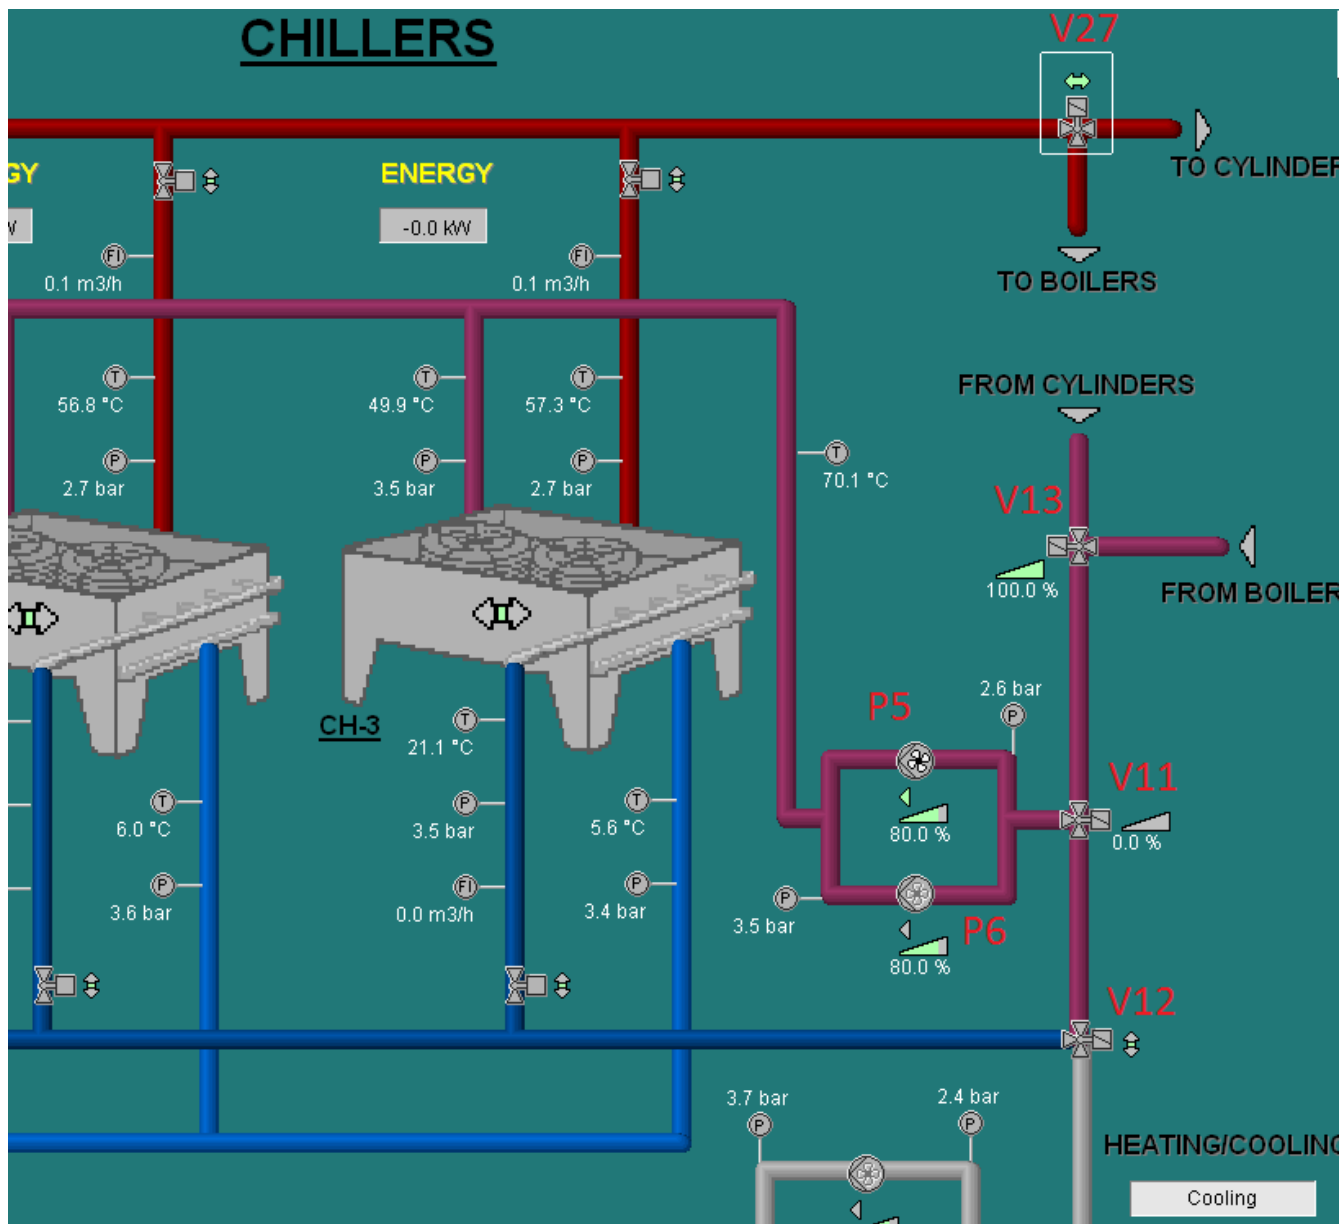 CHILLERS
V27
TO CYLINDER
GY
ENERGY
-0.0 kW
0.1 m3/h
0.1 m3/h
TO BOILERS
FI
FI
T
T
T
56.8 °C
49.9 °C
57.3 °C
FROM CYLINDERS
P
P
P
2.7 bar
3.5 bar
2.7 bar
T
70.1 °C
V13
100.0 %
FROM BOILER
CH-3
T
21.1 °C
P5
2.6 bar
P
T
6.0 °C
P
3.5 bar
T
5.6 °C
80.0 %
V11
0.0 %
P
3.6 bar
FI
0.0 m3/h
P
3.4 bar
P
3.5 bar
P6
80.0 %
V12
3.7 bar
2.4 bar
P
P
HEATING/COOLING
Cooling